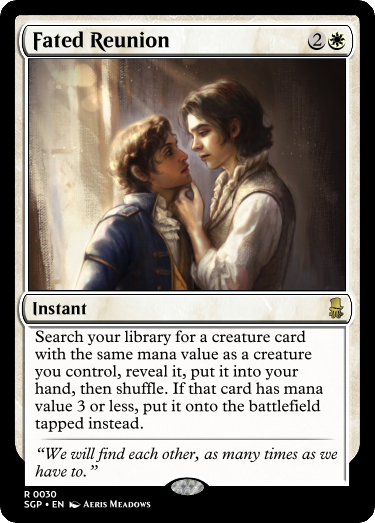 Fated Reunion 2
Instant
Search your library for a creature card
with the same mana value as a creature
you control, reveal it, put it into your
hand, then shuffle. If that card has mana
value 3 or less, put it onto the battlefield
tapped instead.
“We will find each other, as many times as we
have to.”
R 0030
SGP • EN Aeris Meadows